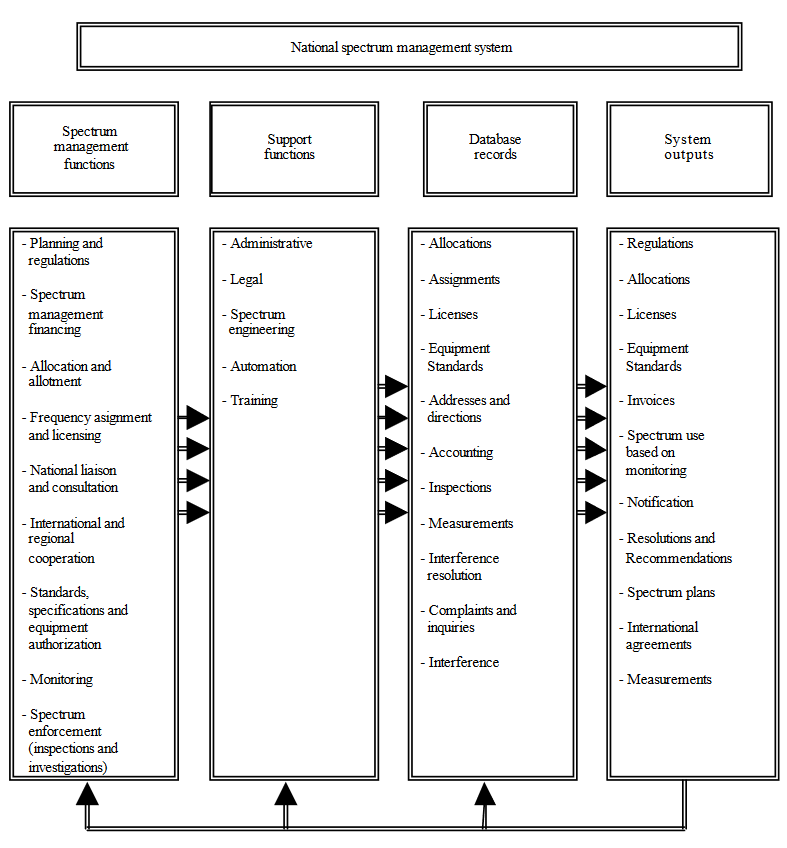 National spectrum management system
Spectrum
management
functions
Support
functions
Database
records
System
outputs
- Planning and
regulations
- Spectrum
management
financing
- Allocation and
allotment
- Frequency asignment
and licensing
- National liaison
and consultation
- International and
regional
cooperation
- Standards,
specifications and
equipment
authorization
- Monitoring
- Spectrum
enforcement
(inspections and
investigations)
- Administrative
- Legal
- Spectrum
engineering
- Automation
- Training
- Allocations
- Assignments
- Licenses
- Equipment
Standards
- Addresses and
directions
- Accounting
- Inspections
- Measurements
- Interference
resolution
- Complaints and
inquiries
- Interference
- Regulations
- Allocations
- Licenses
- Equipment
Standards
- Invoices
- Spectrum use
based on
monitoring
- Notification
- Resolutions and
Recommendations
- Spectrum plans
- International
agreements
- Measurements